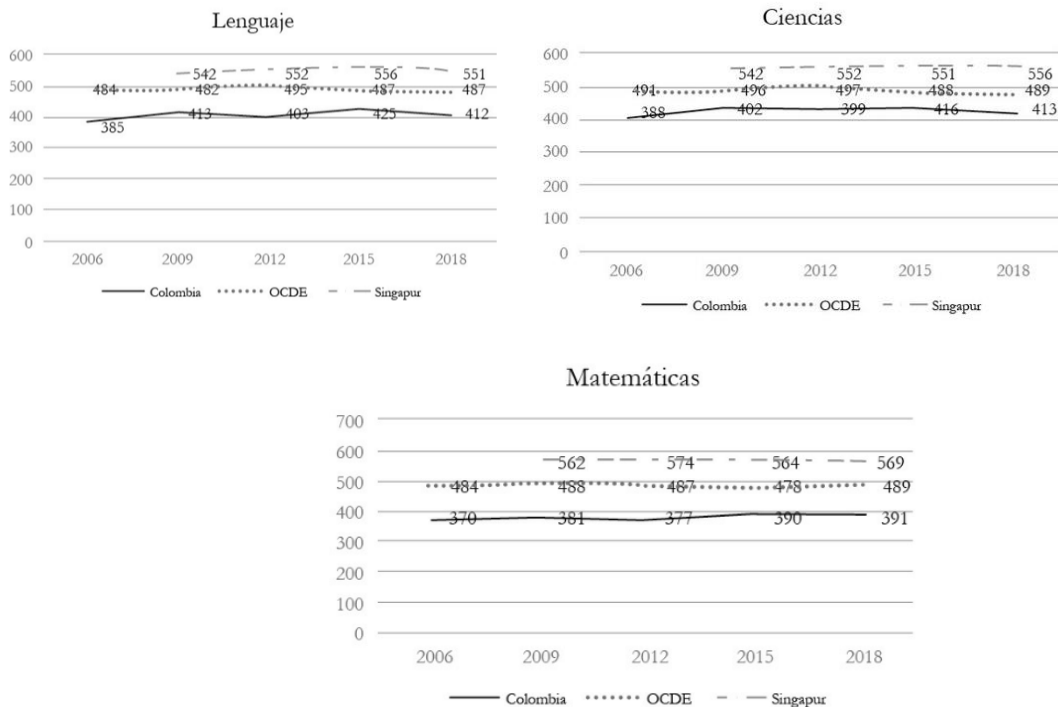 Lenguaje
600
500
400
300
200
100
0
542 552 556 551
484 482 495 487 487
385 413 403 425 412
2006 2009 2012 2015 2018
Colombia OCDE Singapur
Ciencias
600
500
400
300
200
100
0
542 552 551 556
491 496 497 488 489
388 402 399 416 413
2006 2009 2012 2015 2018
Colombia OCDE Singapur
Matemáticas
700
600
500
400
300
200
100
0
562 574 564 569
484 488 487 478 489
370 381 377 390 391
2006 2009 2012 2015 2018
Colombia OCDE Singapur